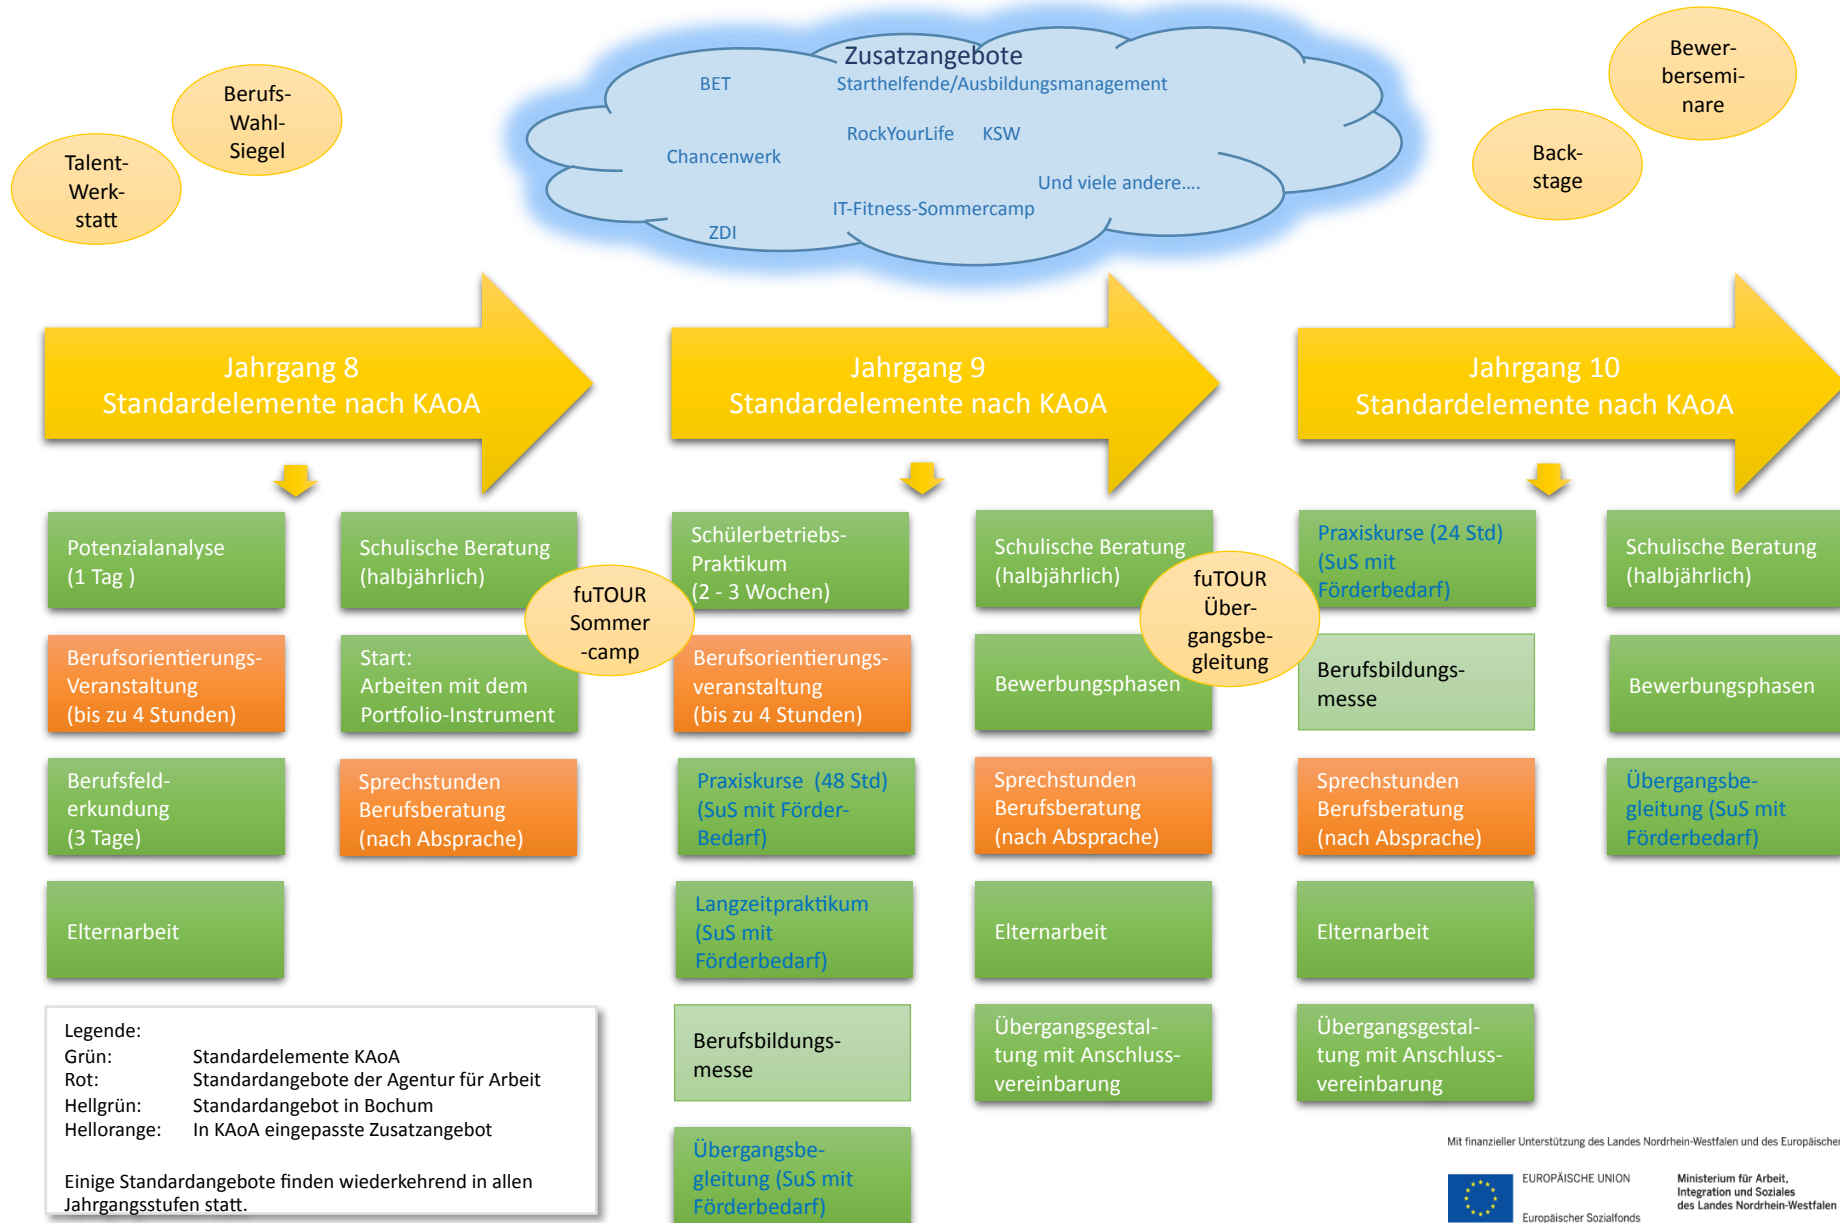 Zusatzangebote
BET
Starthelfende/Ausbildungsmanagement
RockYourLife
KSW
Chancenwerk
Und viele andere....
IT-Fitness-Sommercamp
ZDI
Berufs-
Wahl-
Siegel
Talent-
Werk-
statt
Bewer-
bersemi-
nare
Back-
stage
Jahrgang 8
Standardelemente nach KAoA
Jahrgang 9
Standardelemente nach KAoA
Jahrgang 10
Standardelemente nach KAoA
Potenzialanalyse
(1 Tag )
Berufsorientierungs-
Veranstaltung
(bis zu 4 Stunden)
Berufsfeld-
erkundung
(3 Tage)
Elternarbeit
Schulische Beratung
(halbjährlich)
Start:
Arbeiten mit dem
Portfolio-Instrument
Sprechstunden
Berufsberatung
(nach Absprache)
fuTOUR
Sommer
-camp
Schülerbetriebs-
Praktikum
(2 - 3 Wochen)
Berufsorientierungs-
veranstaltung
(bis zu 4 Stunden)
Praxiskurse (48 Std)
(SuS mit Förder-
Bedarf)
Langzeitpraktikum
(SuS mit
Förderbedarf)
Berufsbildungs-
messe
Übergangsbe-
gleitung (SuS mit
Förderbedarf)
Schulische Beratung
(halbjährlich)
Bewerbungsphasen
Sprechstunden
Berufsberatung
(nach Absprache)
Elternarbeit
Übergangsgestal-
tung mit Anschluss-
vereinbarung
fuTOUR
Über-
gangsbe-
gleitung
Praxiskurse (24 Std)
(SuS mit
Förderbedarf)
Berufsbildungs-
messe
Sprechstunden
Berufsberatung
(nach Absprache)
Elternarbeit
Übergangsgestal-
tung mit Anschluss-
vereinbarung
Schulische Beratung
(halbjährlich)
Bewerbungsphasen
Übergangsbe-
gleitung (SuS mit
Förderbedarf)
Legende:
Grün: Standardelemente KAoA
Rot: Standardangebote der Agentur für Arbeit
Hellgrün: Standardangebot in Bochum
Hellorange: In KAoA eingepasste Zusatzangebot
Einige Standardangebote finden wiederkehrend in allen
Jahrgangsstufen statt.
Mit finanzieller Unterstützung des Landes Nordrhein-Westfalen und des Europäischen
EUROPÄISCHE UNION
Europäischer Sozialfonds
Ministerium für Arbeit,
Integration und Soziales
des Landes Nordrhein-Westfalen